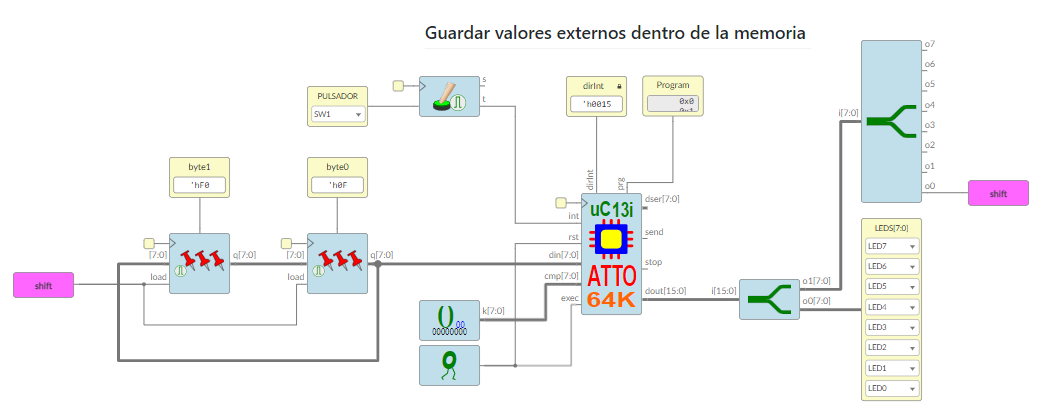 Guardar valores externos dentro de la memoria
PULSADOR
SW1
s
t
dirInt
'h0015
Program
0x0
0x1
byte1
'hF0
byte0
'h0F
[7:0]
load
q[7:0]
[7:0]
load
q[7:0]
shift
dirInt
prg
int
rst
din[7:0]
cmp[7:0]
exec
uC13i
ATTO
64K
dser[7:0]
send
stop
dout[15:0]
()
00
00000000
k[7:0]
i[15:0]
o1[7:0]
o0[7:0]
i[7:0]
o7
o6
o5
o4
o3
o2
o1
o0
shift
LEDS[7:0]
LED7
LED6
LED5
LED4
LED3
LED2
LED1
LED0